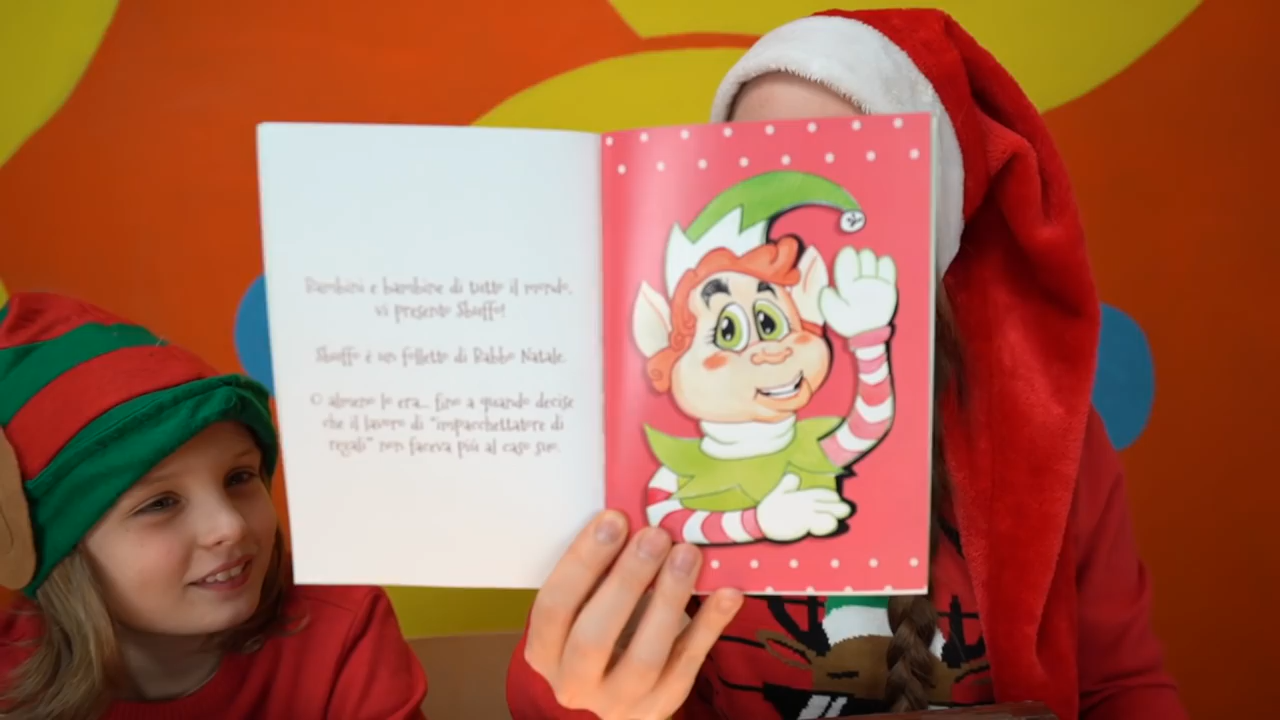 Bambini e bambine di tutto il mondo,
vi presento Sbuffo!
Sbuffo è un folletto di Babbo Natale.
O almeno lo era... fino a quando decise
che il lavoro di "impacchettatore di
regali" non faceva più al caso suo.